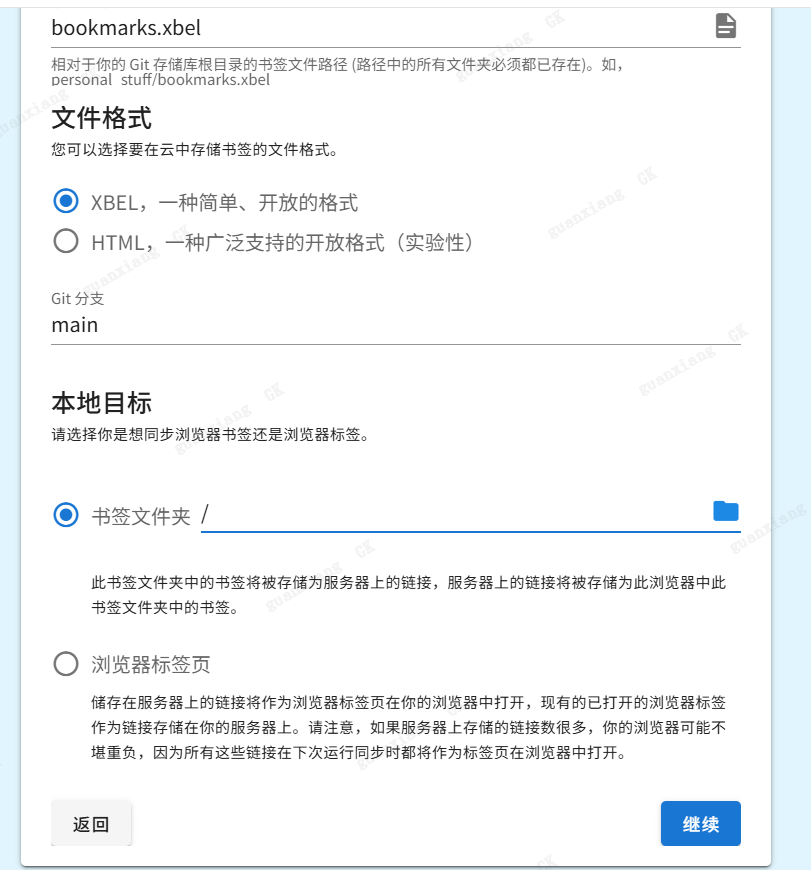 bookmarks.xbel
相对于你的 Git 存储库根目录的书签文件路径 (路径中的所有文件夹必须都已存在)。如，
personal_stuff/bookmarks.xbel
文件格式
您可以选择要在云中存储书签的文件格式。
XBEL，一种简单、开放的格式
HTML，一种广泛支持的开放格式（实验性）
Git 分支
main
本地目标
请选择你是想同步浏览器书签还是浏览器标签。
书签文件夹 /
此书签文件夹中的书签将被存储为服务器上的链接，服务器上的链接将被存储为此浏览器中此
书签文件夹中的书签。
浏览器标签页
储存在服务器上的链接将作为浏览器标签页在你的浏览器中打开，现有的已打开的浏览器标签
作为链接存储在你的服务器上。请注意，如果服务器上存储的链接数很多，你的浏览器可能不
堪重负，因为所有这些链接在下次运行同步时都将作为标签页在浏览器中打开。
返回
继续
guanxiang GK